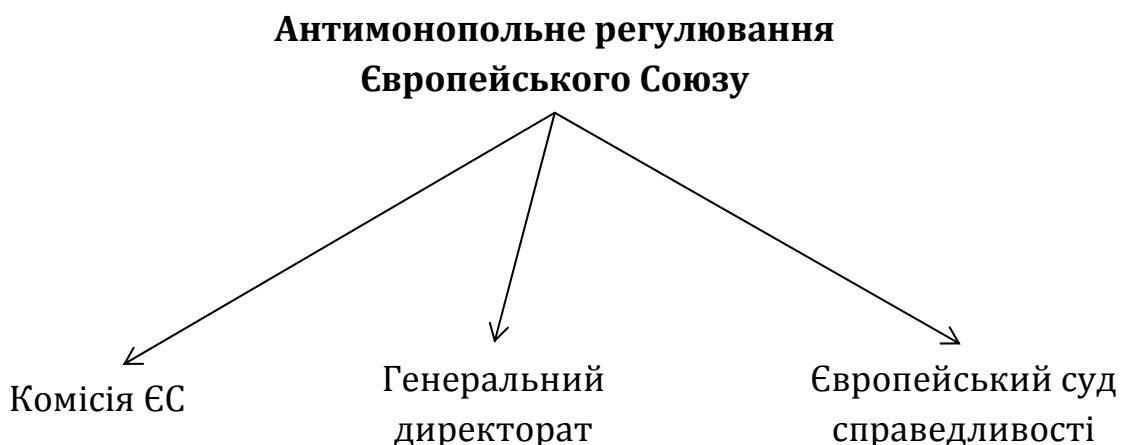 Антимонопольне регулювання
Європейського Союзу
Комісія ЄС
Генеральний
директорат
Європейський суд
справедливості